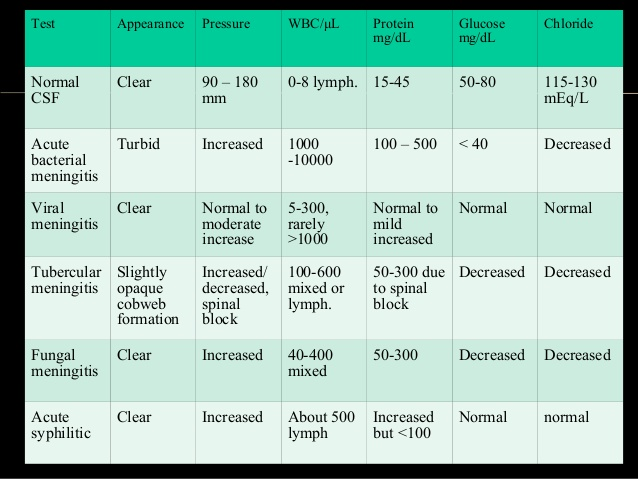 Test Appearance Pressure WBC/μL Protein mg/dL Glucose mg/dL Chloride
Normal CSF Clear 90 – 180 mm 0-8 lymph. 15-45 50-80 115-130 mEq/L
Acute bacterial meningitis Turbid Increased 1000 -10000 100 – 500 < 40 Decreased
Viral meningitis Clear Normal to moderate increase 5-300, rarely >1000 Normal to mild increased Normal Normal
Tubercular meningitis Slightly opaque cobweb formation Increased/ decreased, spinal block 100-600 mixed or lymph. 50-300 due to spinal block Decreased Decreased
Fungal meningitis Clear Increased 40-400 mixed 50-300 Decreased Decreased
Acute syphilitic Clear Increased About 500 lymph Increased but <100 Normal normal